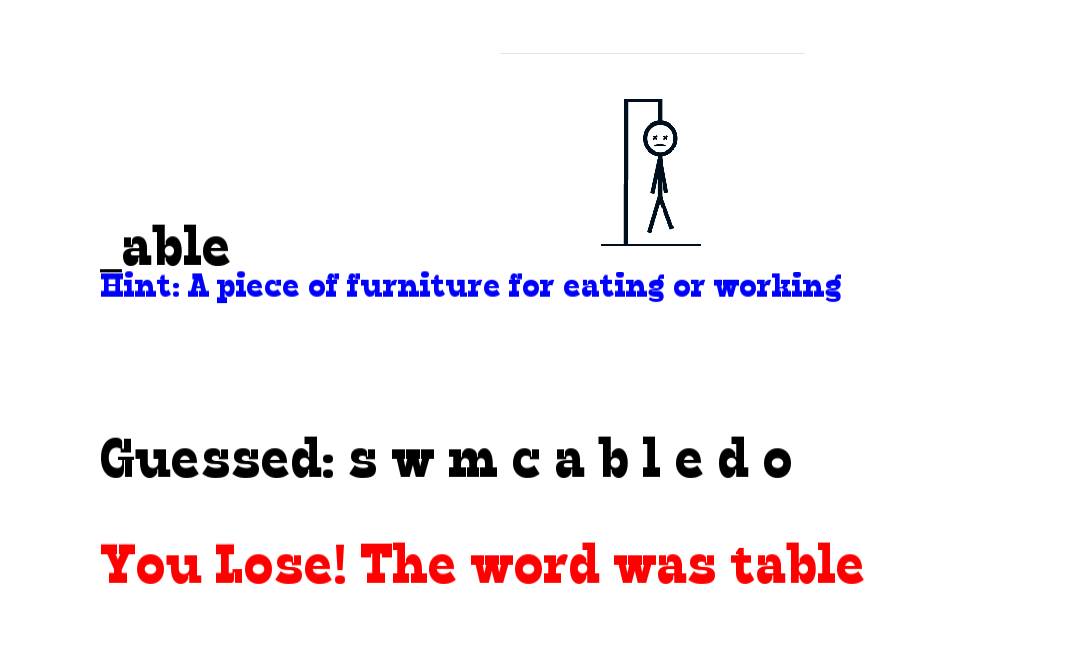 _able
Hint: A piece of furniture for eating or working
Guessed: s w m c a b l e d o
You Lose! The word was table